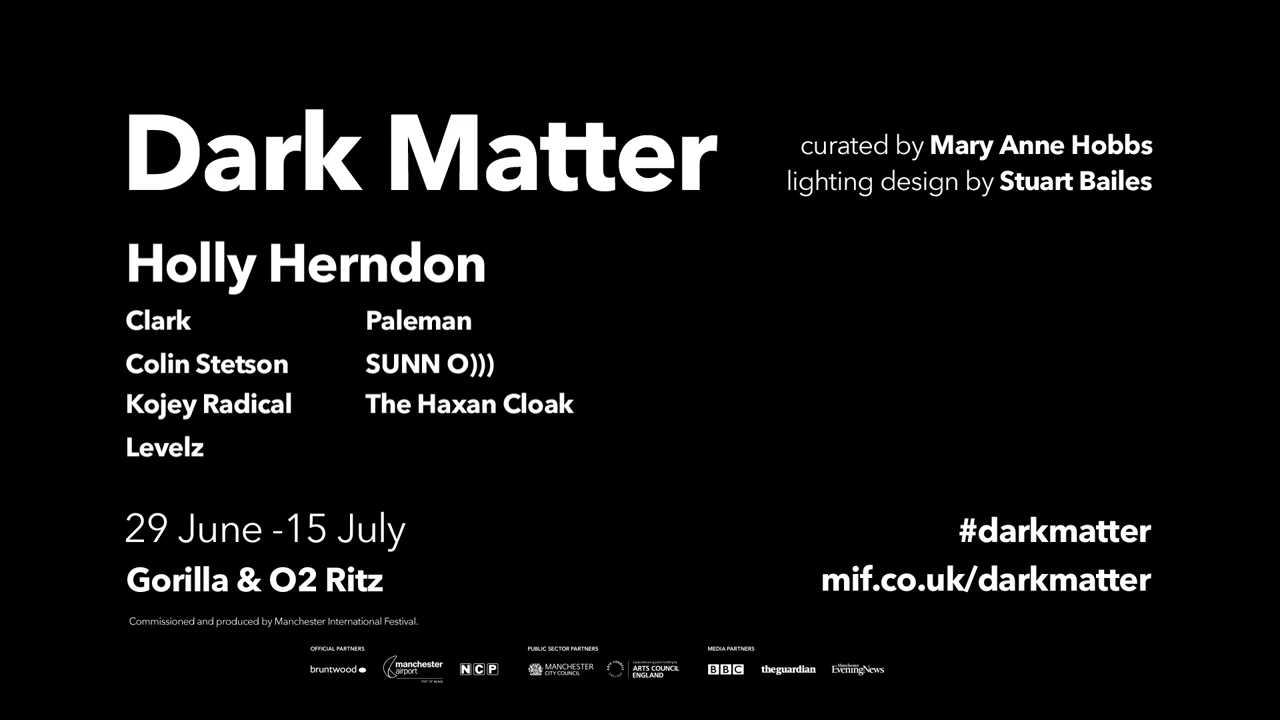 Dark Matter
curated by Mary Anne Hobbs
lighting design by Stuart Bailes
Holly Herndon
Clark
Paleman
Colin Stetson
SUNN O)))
Kojey Radical
The Haxan Cloak
Levelz
29 June -15 July
Gorilla & O2 Ritz
#darkmatter
mif.co.uk/darkmatter
Commissioned and produced by Manchester International Festival.
OFFICIAL PARTNERS
PUBLIC SECTOR PARTNERS
MEDIA PARTNERS
bruntwood
manchester
airport
NCP
MANCHESTER
CITY COUNCIL
ARTS COUNCIL
ENGLAND
BBC
theguardian
Manchester
EveningNews